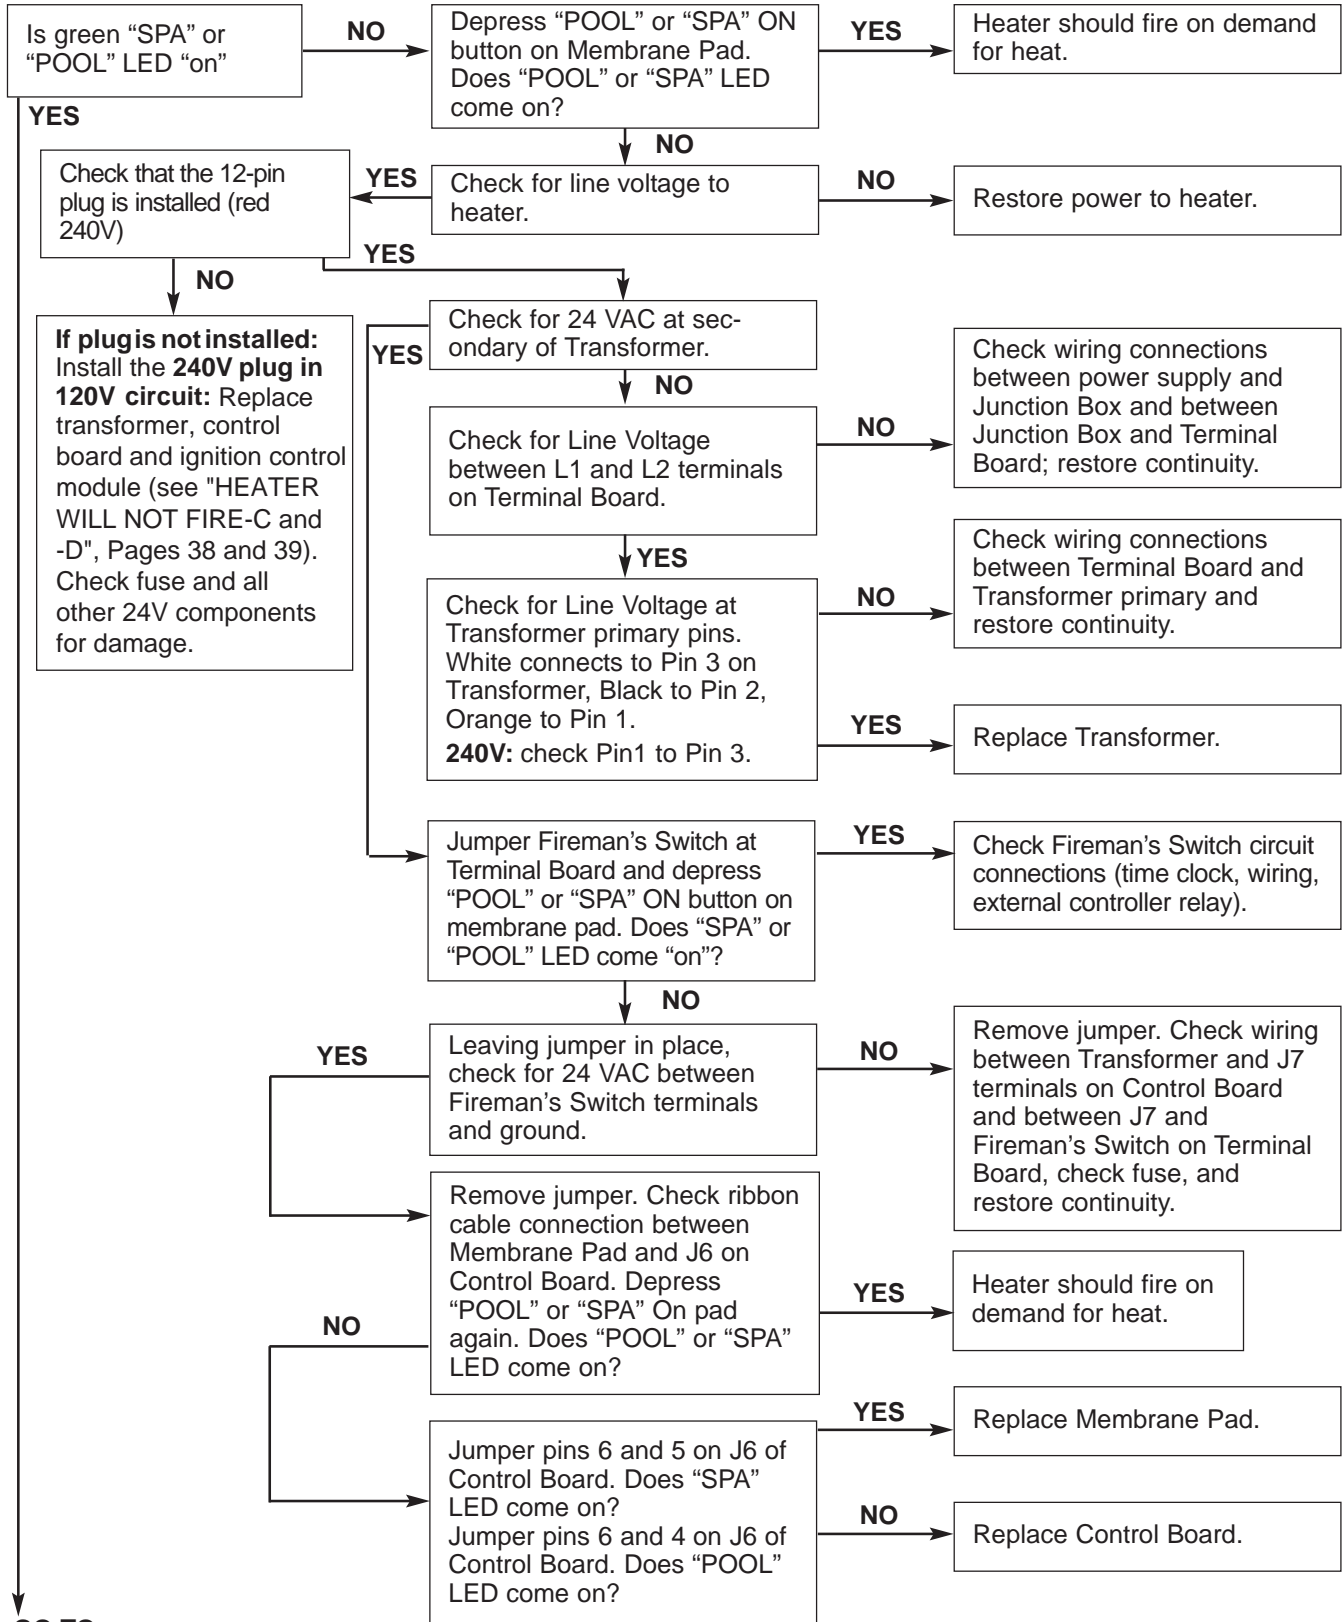 Is green “SPA” or
“POOL” LED “on”
NO
Depress “POOL” or “SPA” ON
button on Membrane Pad.
Does “POOL” or “SPA” LED
come on?
YES
Heater should fire on demand
for heat.
YES
NO
Check that the 12-pin
plug is installed (red
240V)
YES
Check for line voltage to
heater.
NO
Restore power to heater.
YES
NO
If plug is not installed:
Install the 240V plug in
120V circuit: Replace
transformer, control
board and ignition control
module (see "HEATER
WILL NOT FIRE-C and
-D", Pages 38 and 39).
Check fuse and all
other 24V components
for damage.
YES
Check for 24 VAC at sec-
ondary of Transformer.
NO
Check for Line Voltage
between L1 and L2 terminals
on Terminal Board.
NO
Check wiring connections
between power supply and
Junction Box and between
Junction Box and Terminal
Board; restore continuity.
YES
Check for Line Voltage at
Transformer primary pins.
White connects to Pin 3 on
Transformer, Black to Pin 2,
Orange to Pin 1.
240V: check Pin1 to Pin 3.
NO
Check wiring connections
between Terminal Board and
Transformer primary and
restore continuity.
YES
Replace Transformer.
Jumper Fireman’s Switch at
Terminal Board and depress
“POOL” or “SPA” ON button on
membrane pad. Does “SPA” or
“POOL” LED come “on”?
YES
Check Fireman’s Switch circuit
connections (time clock, wiring,
external controller relay).
NO
YES
Leaving jumper in place,
check for 24 VAC between
Fireman’s Switch terminals
and ground.
NO
Remove jumper. Check wiring
between Transformer and J7
terminals on Control Board
and between J7 and
Fireman’s Switch on Terminal
Board, check fuse, and
restore continuity.
Remove jumper. Check ribbon
cable connection between
Membrane Pad and J6 on
Control Board. Depress
“POOL” or “SPA” On pad
again. Does “POOL” or “SPA”
LED come on?
YES
Heater should fire on
demand for heat.
NO
Jumper pins 6 and 5 on J6 of
Control Board. Does “SPA”
LED come on?
Jumper pins 6 and 4 on J6 of
Control Board. Does “POOL”
LED come on?
YES
Replace Membrane Pad.
NO
Replace Control Board.